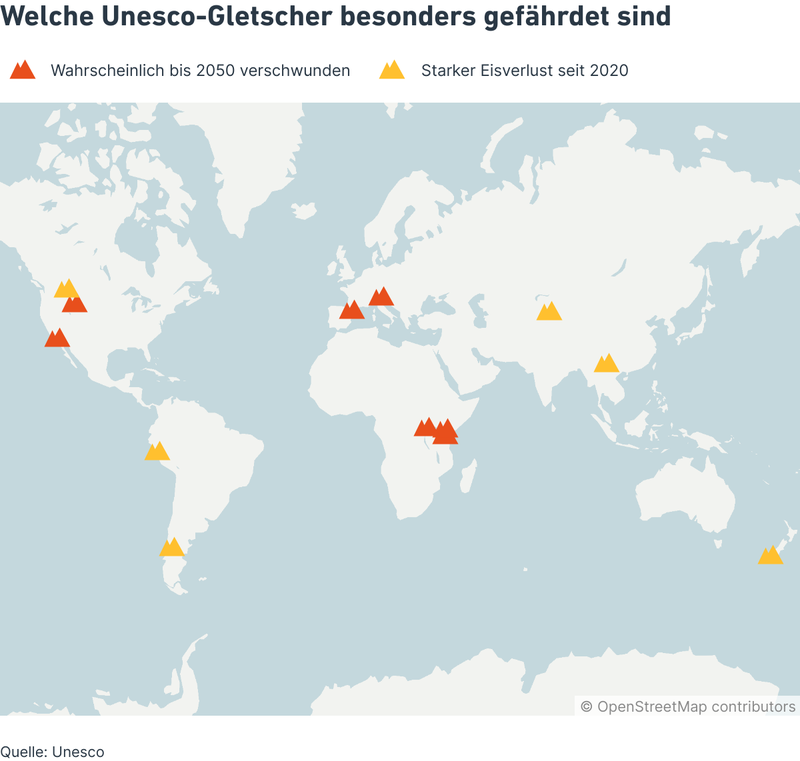 Welche Unesco-Gletscher besonders gefährdet sind
Wahrscheinlich bis 2050 verschwunden Starker Eisverlust seit 2020
© OpenStreetMap contributors
Quelle: Unesco